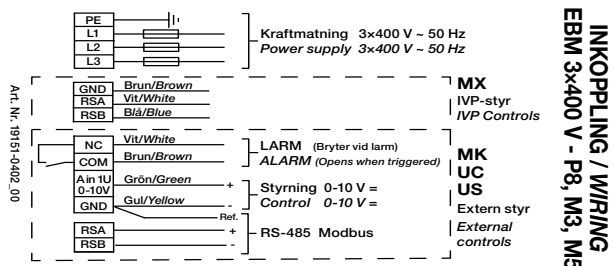 INKOPPLING / WIRING
EBM 3×400 V - P8, M3, M5
PE
L1
L2
L3
Kraftmatning 3×400 V ~ 50 Hz
Power supply 3×400 V ~ 50 Hz
GND Brun/Brown
RSA Vit/White
RSB Blå/Blue
MX
IVP-styr
IVP Controls
NC Vit/White
COM Brun/Brown
LARM (Bryter vid larm)
ALARM (Opens when triggered)
A in 1U
0-10V
Grön/Green +
GND Gul/Yellow -
Styrning 0-10 V =
Control 0-10 V =
Ref.
RSA +
RSB -
RS-485 Modbus
MK
UC
US
Extern styr
External
controls
Art. Nr. 19151-0402_00